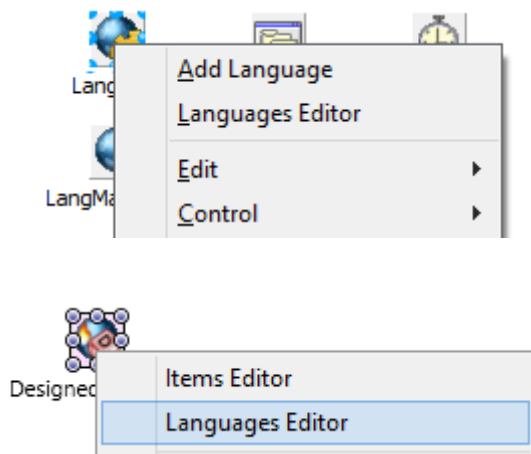 Lang
Add Language
Languages Editor
LangMa
Edit
Control
Designed
Items Editor
Languages Editor